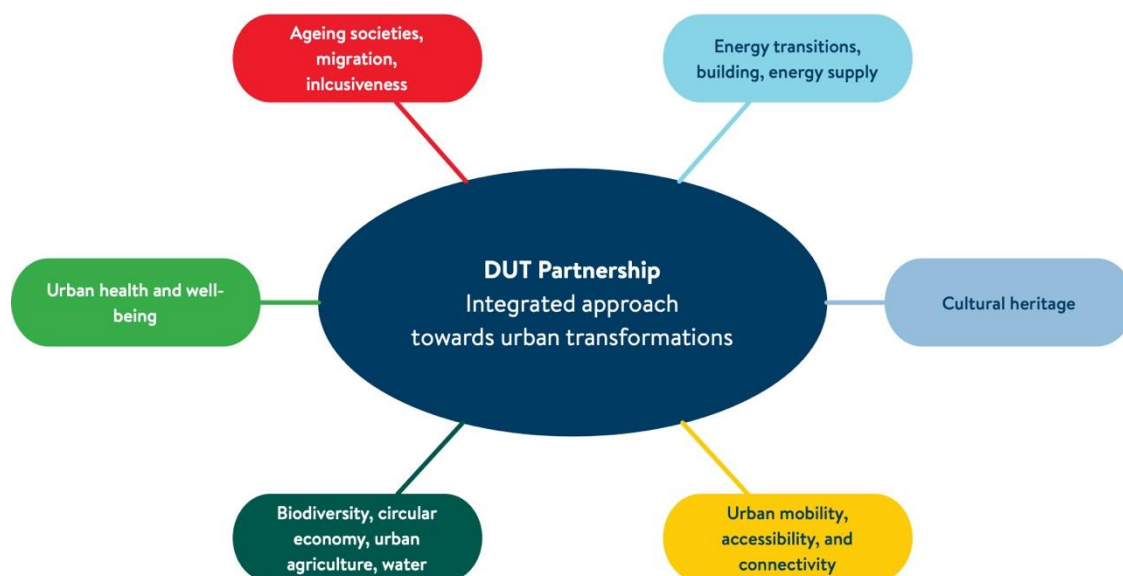 Ageing societies,
migration,
inlcusiveness
Energy transitions,
building, energy supply
Urban health and well-
being
DUT Partnership
Integrated approach
towards urban transformations
Cultural heritage
Biodiversity, circular
economy, urban
agriculture, water
Urban mobility,
accessibility, and
connectivity